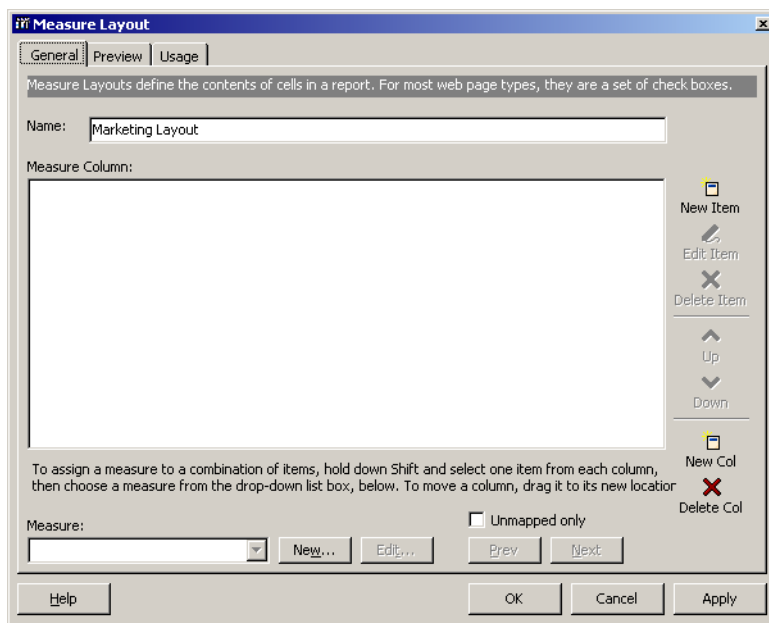 Measure Layout
General Preview Usage
Measure Layouts define the contents of cells in a report. For most web page types, they are a set of check boxes.
Name: Marketing Layout
Measure Column:
New Item
Edit Item
Delete Item
Up
Down
New Col
Delete Col
To assign a measure to a combination of items, hold down Shift and select one item from each column,
then choose a measure from the drop-down list box, below. To move a column, drag it to its new location
Measure:
Unmapped only
New... Edit... Prev Next
Help OK Cancel Apply